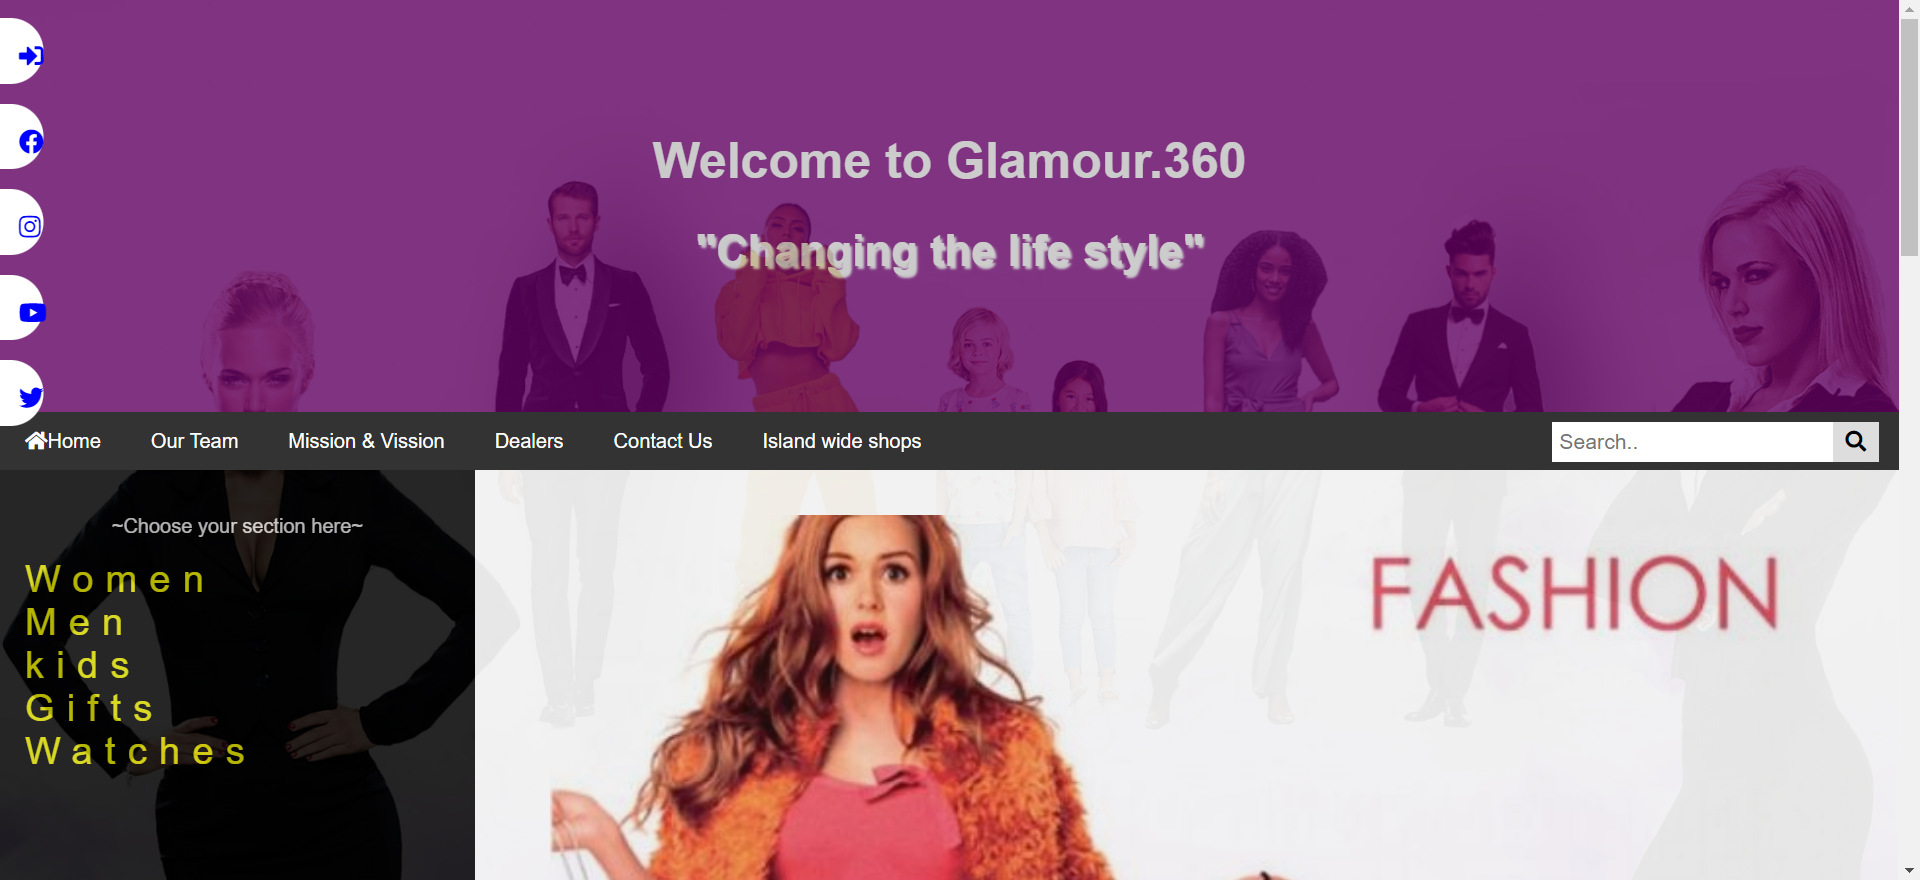 Welcome to Glamour.360
"Changing the life style"
Home Our Team Mission & Vission Dealers Contact Us Island wide shops Search..
~Choose your section here~
Women
Men
kids
Gifts
Watches
FASHION